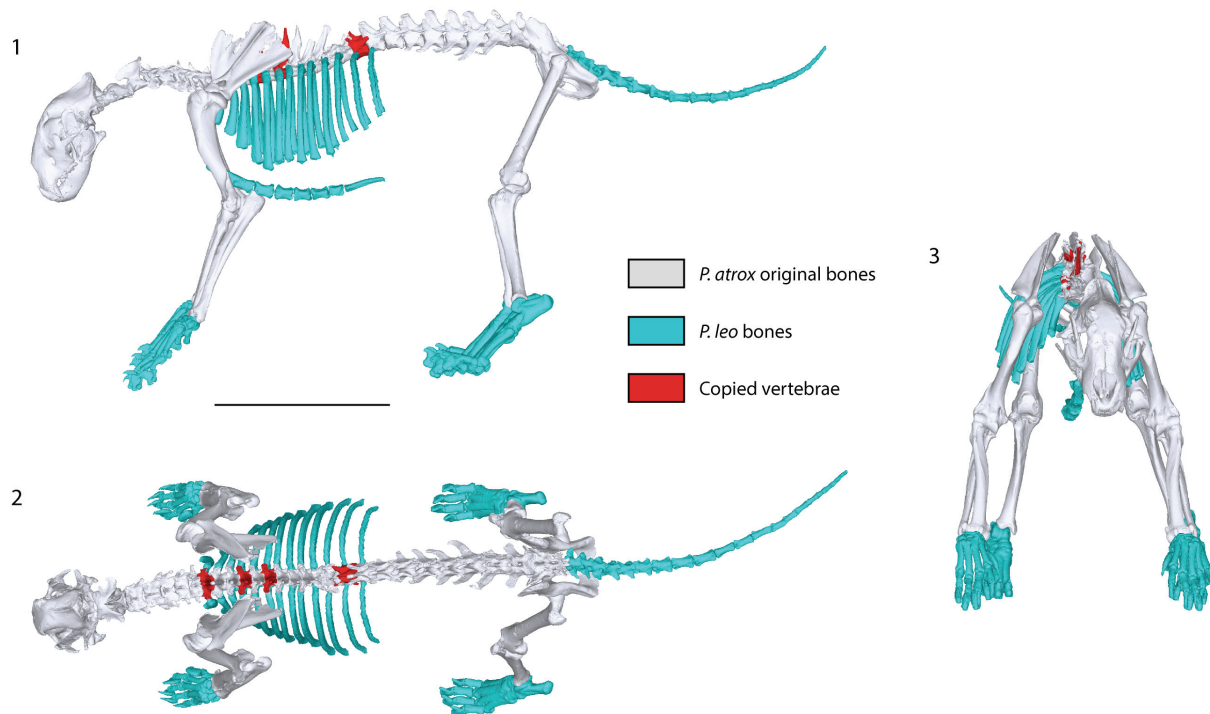 1
P. atrox original bones
P. leo bones
Copied vertebrae
2
3